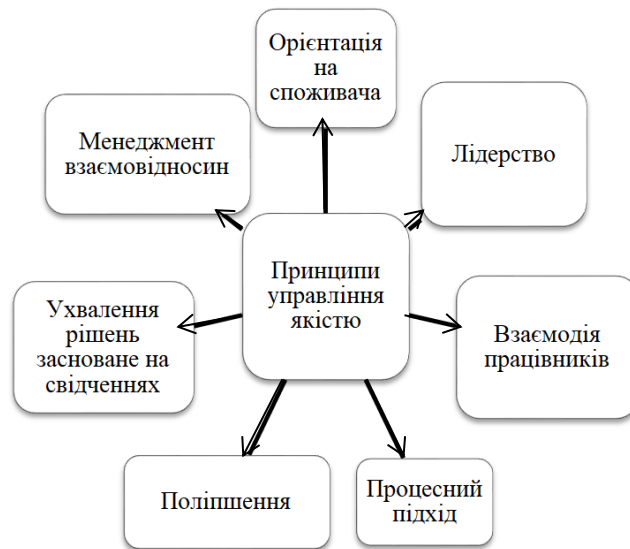 Орієнтація
на
споживача
Менеджмент
взаємовідносин
Лідерство
Принципи
управління
якістю
Ухвалення
рішень
засноване на
свідченнях
Взаємодія
працівників
Поліпшення
Процесний
підхід